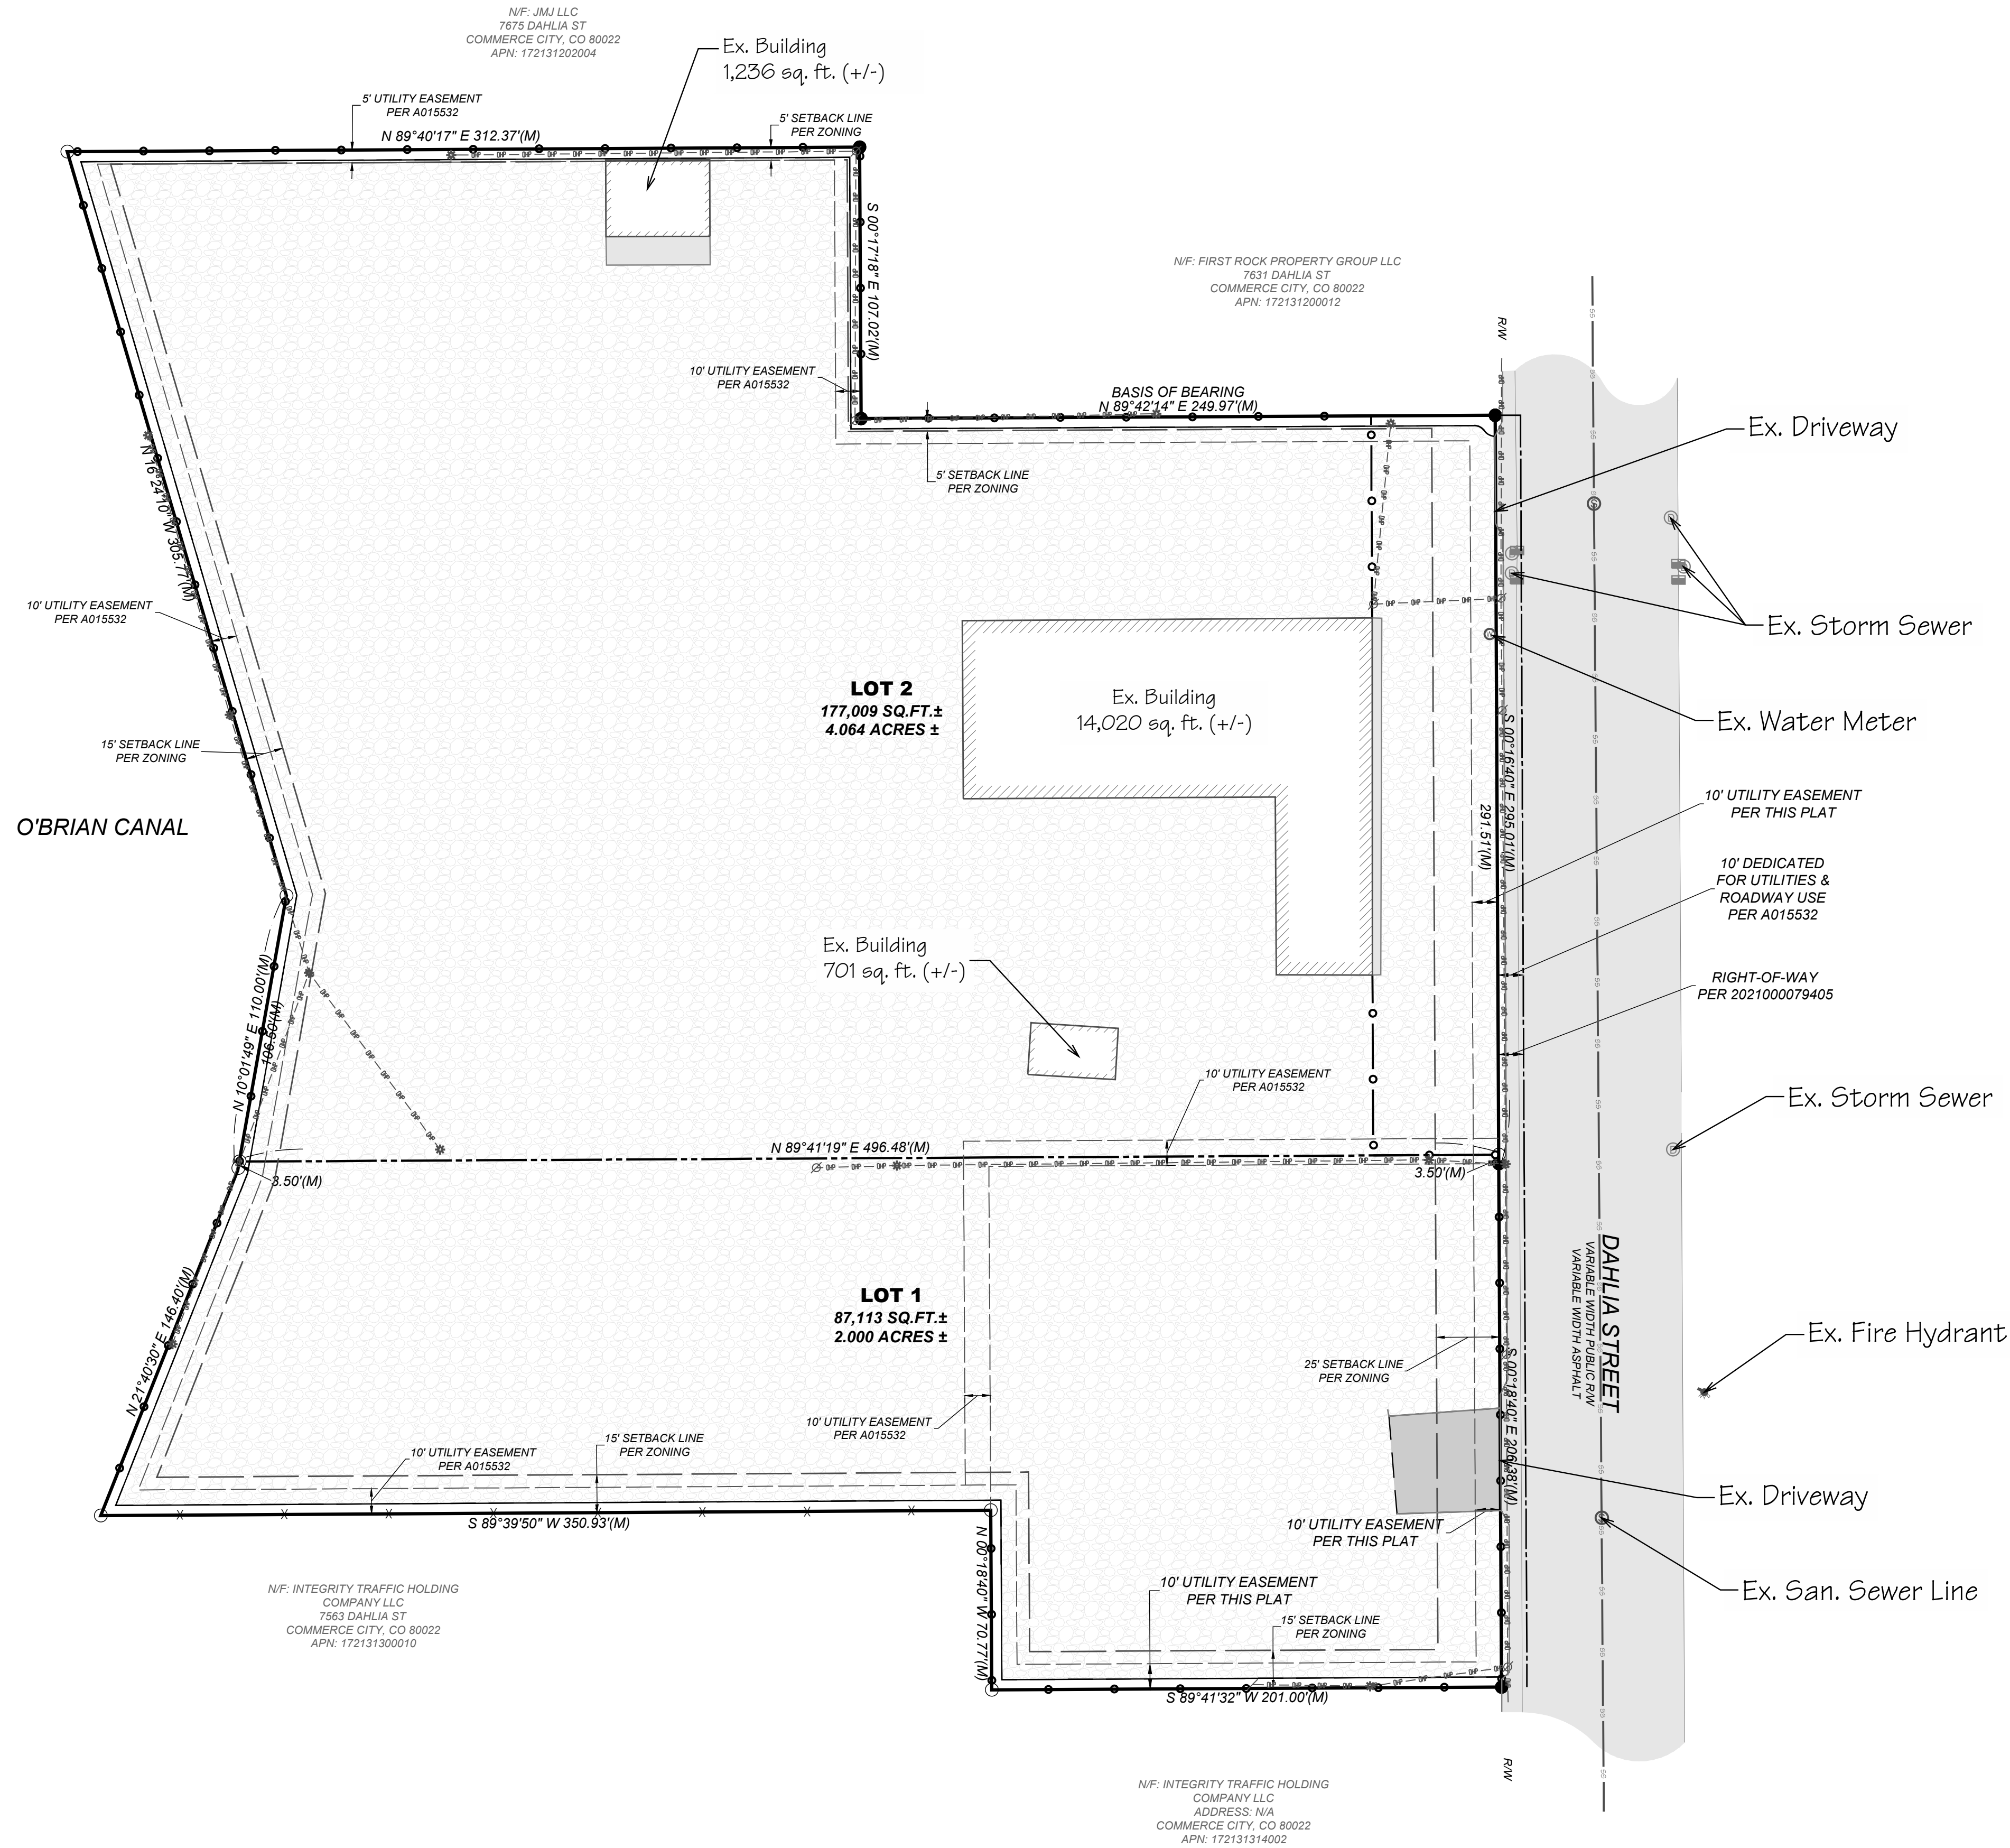 N/F: JMJ LLC
7675 DAHLIA ST
COMMERCE CITY, CO 80022
APN: 172131202004
Ex. Building
1,236 sq. ft. (+/-)
5' UTILITY EASEMENT
PER A015532
N 89°40'17" E 312.37'(M)
5' SETBACK LINE
PER ZONING
S 00°17'18" E 107.02'(M)
N/F: FIRST ROCK PROPERTY GROUP LLC
7631 DAHLIA ST
COMMERCE CITY, CO 80022
APN: 172131200012
R/W
10' UTILITY EASEMENT
PER A015532
BASIS OF BEARING
N 89°42'14" E 249.97'(M)
Ex. Driveway
5' SETBACK LINE
PER ZONING
N 16°24'10" W 305.77'(M)
10' UTILITY EASEMENT
PER A015532
Ex. Storm Sewer
LOT 2
177,009 SQ.FT.±
4.064 ACRES ±
Ex. Building
14,020 sq. ft. (+/-)
Ex. Water Meter
15' SETBACK LINE
PER ZONING
S 00°16'40" E 295.01'(M)
291.51'(M)
10' UTILITY EASEMENT
PER THIS PLAT
O'BRIAN CANAL
10' DEDICATED
FOR UTILITIES &
ROADWAY USE
PER A015532
Ex. Building
701 sq. ft. (+/-)
RIGHT-OF-WAY
PER 2021000079405
N 10°01'49" E 110.00'(M)
106.50'(M)
10' UTILITY EASEMENT
PER A015532
Ex. Storm Sewer
N 89°41'19" E 496.48'(M)
3.50'(M)
3.50'(M)
LOT 1
87,113 SQ.FT.±
2.000 ACRES ±
DAHLIA STREET
VARIABLE WIDTH PUBLIC R/W
VARIABLE WIDTH ASPHALT
Ex. Fire Hydrant
N 21°40'30" E 146.40'(M)
25' SETBACK LINE
PER ZONING
S 00°18'40" E 206.38'(M)
10' UTILITY EASEMENT
PER A015532
15' SETBACK LINE
PER ZONING
10' UTILITY EASEMENT
PER A015532
Ex. Driveway
S 89°39'50" W 350.93'(M)
10' UTILITY EASEMENT
PER THIS PLAT
N 00°18'40" W 70.77'(M)
10' UTILITY EASEMENT
PER THIS PLAT
Ex. San. Sewer Line
N/F: INTEGRITY TRAFFIC HOLDING
COMPANY LLC
7563 DAHLIA ST
COMMERCE CITY, CO 80022
APN: 172131300010
15' SETBACK LINE
PER ZONING
S 89°41'32" W 201.00'(M)
R/W
N/F: INTEGRITY TRAFFIC HOLDING
COMPANY LLC
ADDRESS: N/A
COMMERCE CITY, CO 80022
APN: 172131314002